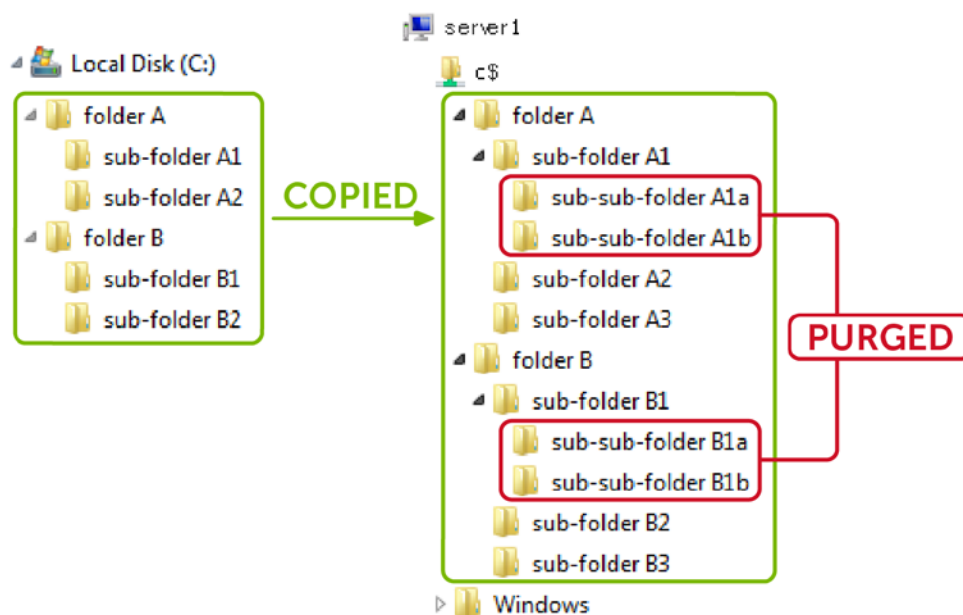 server1
Local Disk (C:)
c$
folder A
sub-folder A1
sub-folder A2
folder B
sub-folder B1
sub-folder B2
COPIED
folder A
sub-folder A1
sub-sub-folder A1a
sub-sub-folder A1b
sub-folder A2
sub-folder A3
folder B
sub-folder B1
sub-sub-folder B1a
sub-sub-folder B1b
sub-folder B2
sub-folder B3
Windows
PURGED